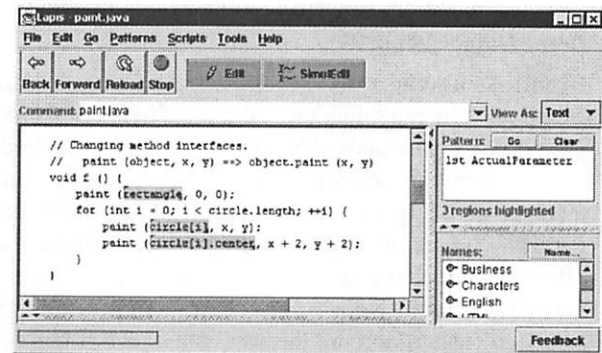 Lapis - paint.java
File Edit Go Patterns Scripts Tools Help
Back Forward Reload Stop Edit SimulEdit
Command: paint.java View As: Text
// Changing method interfaces.
// paint (object, x, y) ==> object.paint (x, y)
void f () {
paint (rectangle, 0, 0);
for (int i = 0; i < circle.length; ++i) {
paint (circle[i], x, y);
paint (circle[i].center, x + 2, y + 2);
}
}
Pattern: Go Clear
1st ActualParameter
3 regions highlighted
Names: Name...
Business
Characters
English
HTML
Feedback